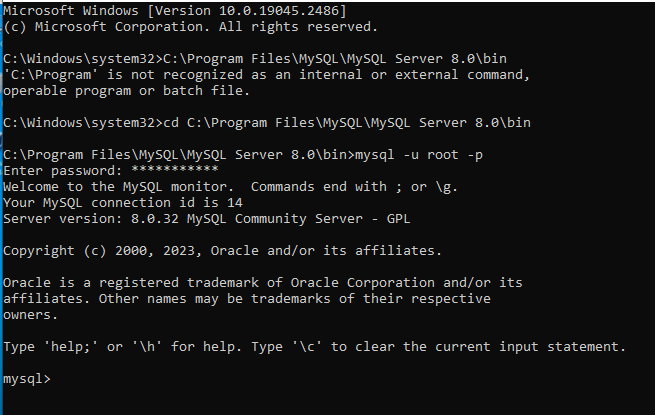 Microsoft Windows [Version 10.0.19045.2486]
(c) Microsoft Corporation. All rights reserved.
C:\Windows\system32>C:\Program Files\MySQL\MySQL Server 8.0\bin
'C:\Program' is not recognized as an internal or external command,
operable program or batch file.
C:\Windows\system32>cd C:\Program Files\MySQL\MySQL Server 8.0\bin
C:\Program Files\MySQL\MySQL Server 8.0\bin>mysql -u root -p
Enter password: ***********
Welcome to the MySQL monitor.  Commands end with ; or \g.
Your MySQL connection id is 14
Server version: 8.0.32 MySQL Community Server - GPL
Copyright (c) 2000, 2023, Oracle and/or its affiliates.
Oracle is a registered trademark of Oracle Corporation and/or its
affiliates. Other names may be trademarks of their respective
owners.
Type 'help;' or '\h' for help. Type '\c' to clear the current input statement.
mysql>